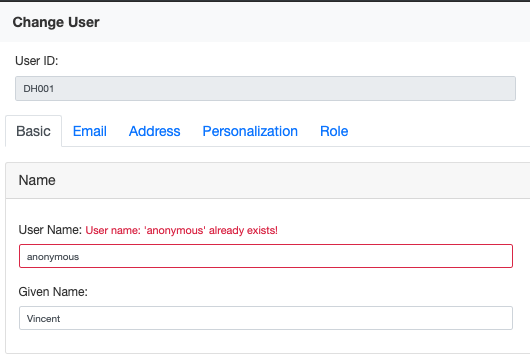 Change User
User ID:
DH001
Basic Email Address Personalization Role
Name
User Name: User name: 'anonymous' already exists!
anonymous
Given Name:
Vincent